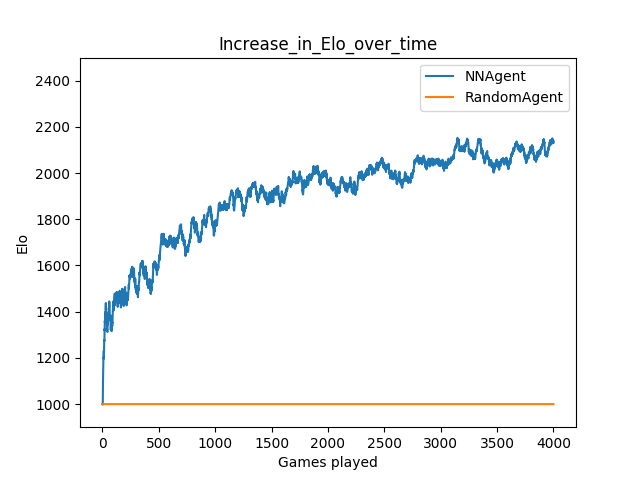 Increase_in_Elo_over_time
NNAgent
RandomAgent
2400
2200
2000
1800
1600
1400
1200
1000
Elo
0 500 1000 1500 2000 2500 3000 3500 4000
Games played